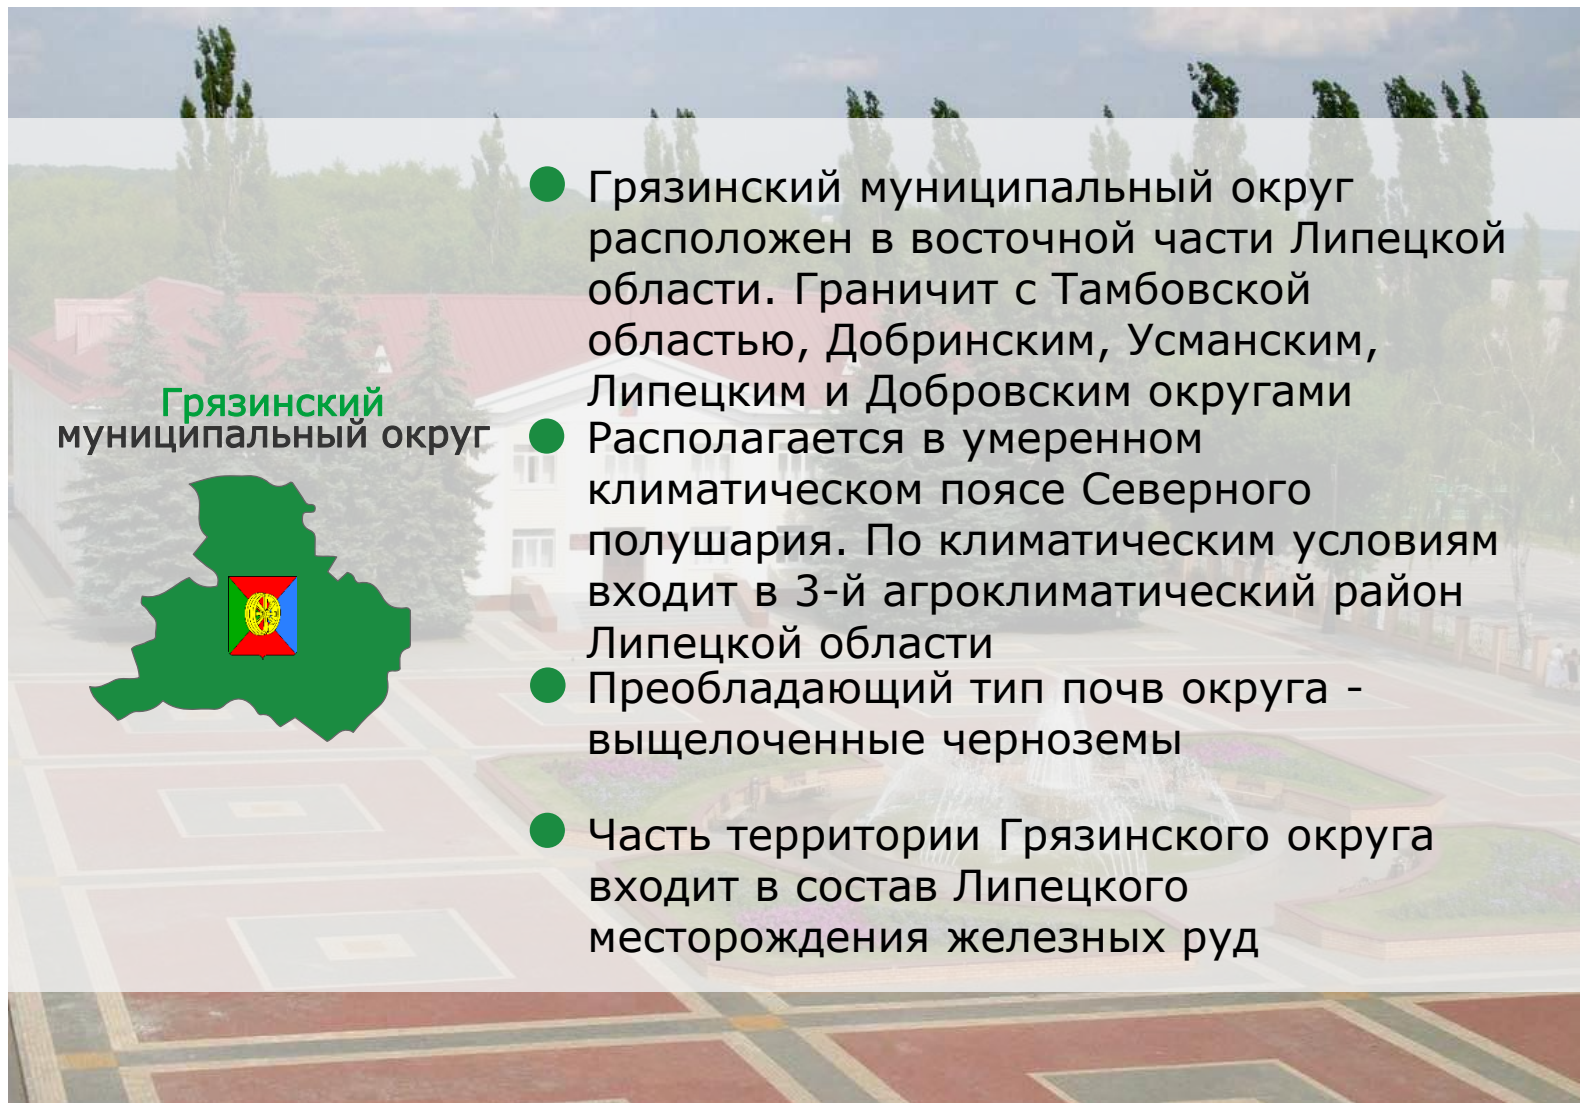 Грязинский
муниципальный округ
Грязинский муниципальный округ
расположен в восточной части Липецкой
области. Граничит с Тамбовской
областью, Добринским, Усманским,
Липецким и Добровским округами
Располагается в умеренном
климатическом поясе Северного
полушария. По климатическим условиям
входит в 3-й агроклиматический район
Липецкой области
Преобладающий тип почв округа -
выщелоченные черноземы
Часть территории Грязинского округа
входит в состав Липецкого
месторождения железных руд